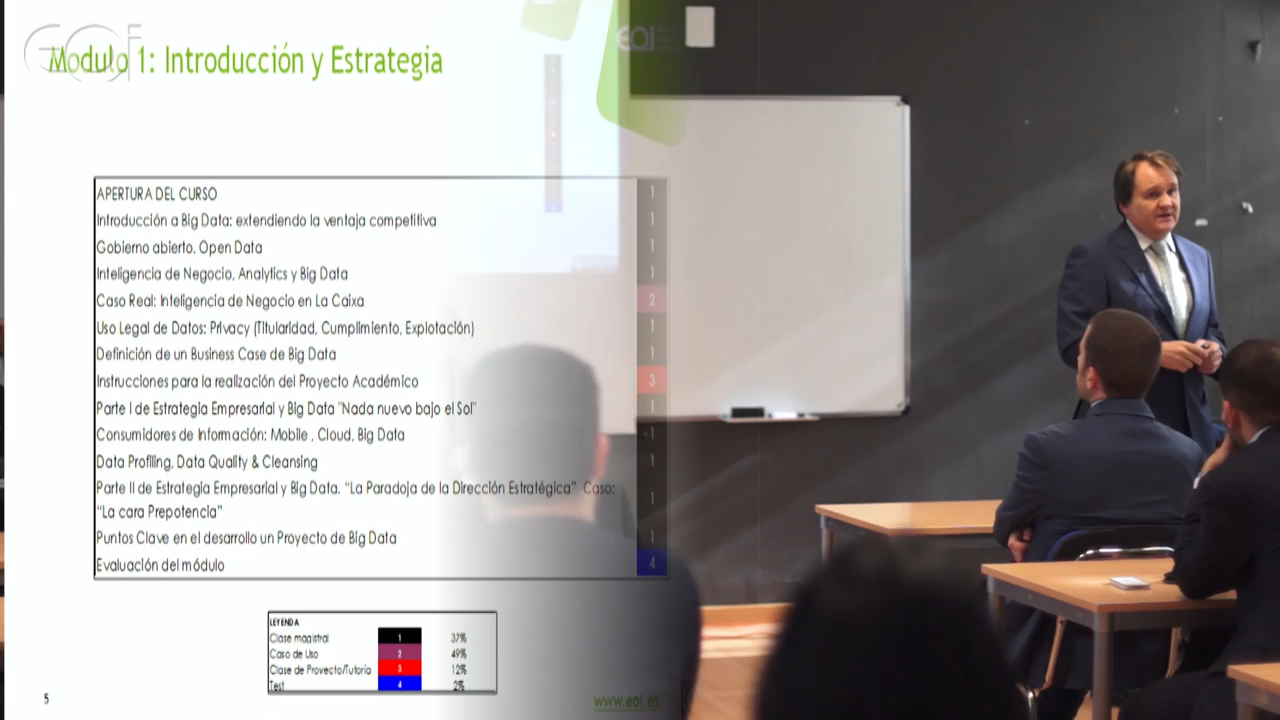 Modulo 1: Introducción y Estrategia
eoi
APERTURA DEL CURSO 1
Introducción a Big Data: extendiendo la ventaja competitiva 1
Gobierno abierto. Open Data 1
Inteligencia de Negocio, Analytics y Big Data 1
Caso Real: Inteligencia de Negocio en La Caixa 2
Uso Legal de Datos: Privacy (Titularidad, Cumplimiento, Explotación) 1
Definición de un Business Case de Big Data 1
Instrucciones para la realización del Proyecto Académico 3
Parte I de Estrategia Empresarial y Big Data "Nada nuevo bajo el Sol" 1
Consumidores de Información: Mobile , Cloud, Big Data 1
Data Profiling, Data Quality & Cleansing 1
Parte II de Estrategia Empresarial y Big Data. "La Paradoja de la Dirección Estratégica". Caso: 1
"La cara Prepotencia"
Puntos Clave en el desarrollo un Proyecto de Big Data 1
Evaluación del módulo 4
LEYENDA
Clase magistral 1 37%
Caso de Uso 2 49%
Clase de Proyecto/Tutoría 3 12%
Test 4 2%
5
www.eoi.es